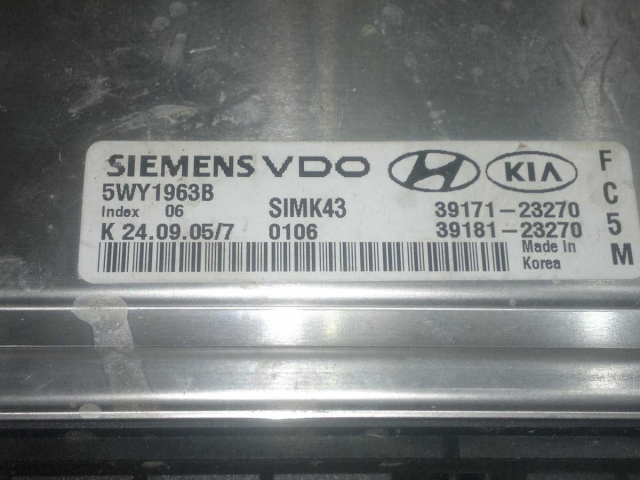 SIEMENS VDO KIA
5WY1963B
Index 06 SIMK43 39171-23270
K 24.09.05/7 0106 39181-23270
Made In
Korea
F
C
5
M